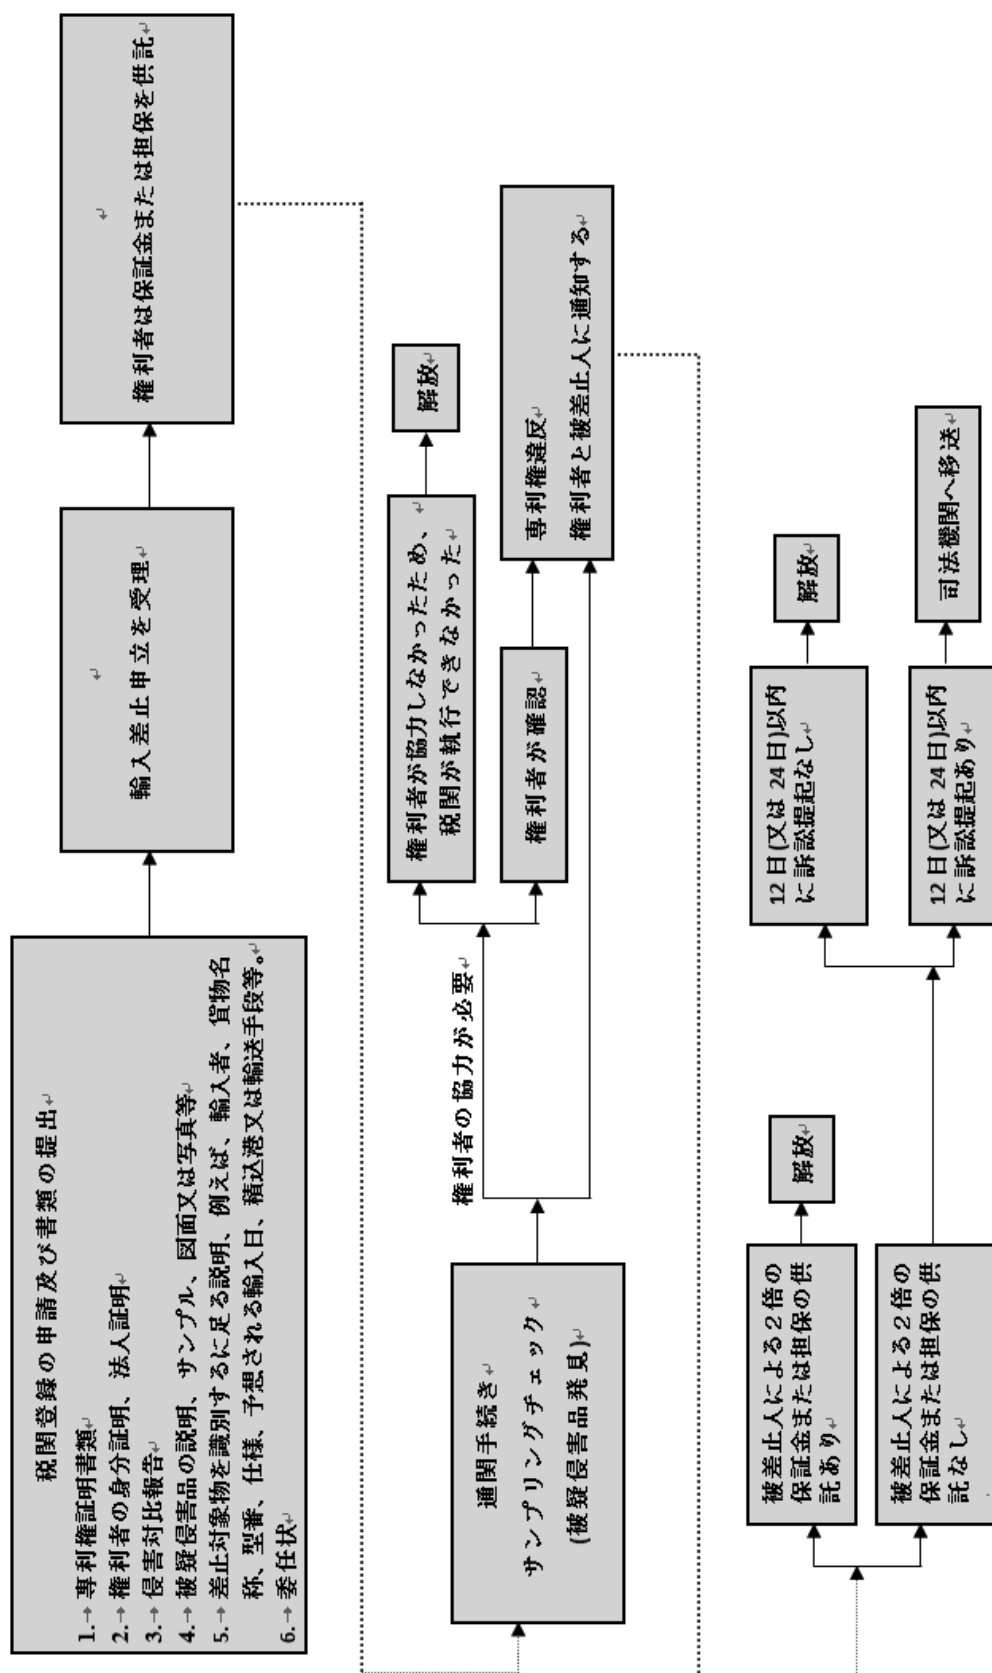 税関登録の申請及び書類の提出
1.→専利権証明書類
2.→権利者の身分証明、法人証明
3.→侵害対比報告
4.→被疑侵害品の説明、サンプル、図面又は写真等
5.→差止対象物を識別するに足る説明、例えば、輸入者、貨物名
称、型番、仕様、予想される輸入日、積込港又は輸送手段等。
6.→委任状
輸入差止申立を受理
権利者は保証金または担保を供託
通関手続き
サンプリングチェック
(被疑侵害品発見)
権利者の協力が必要
権利者が協力しなかったため、
税関が執行できなかった
解放
権利者が確認
専利権違反
権利者と被差止人に通知する
被差止人による2倍の
保証金または担保の供
託あり
解放
被差止人による2倍の
保証金または担保の供
託なし
12日(又は 24日)以内
に訴訟提起なし
解放
12日(又は 24日)以内
に訴訟提起あり
司法機関へ移送